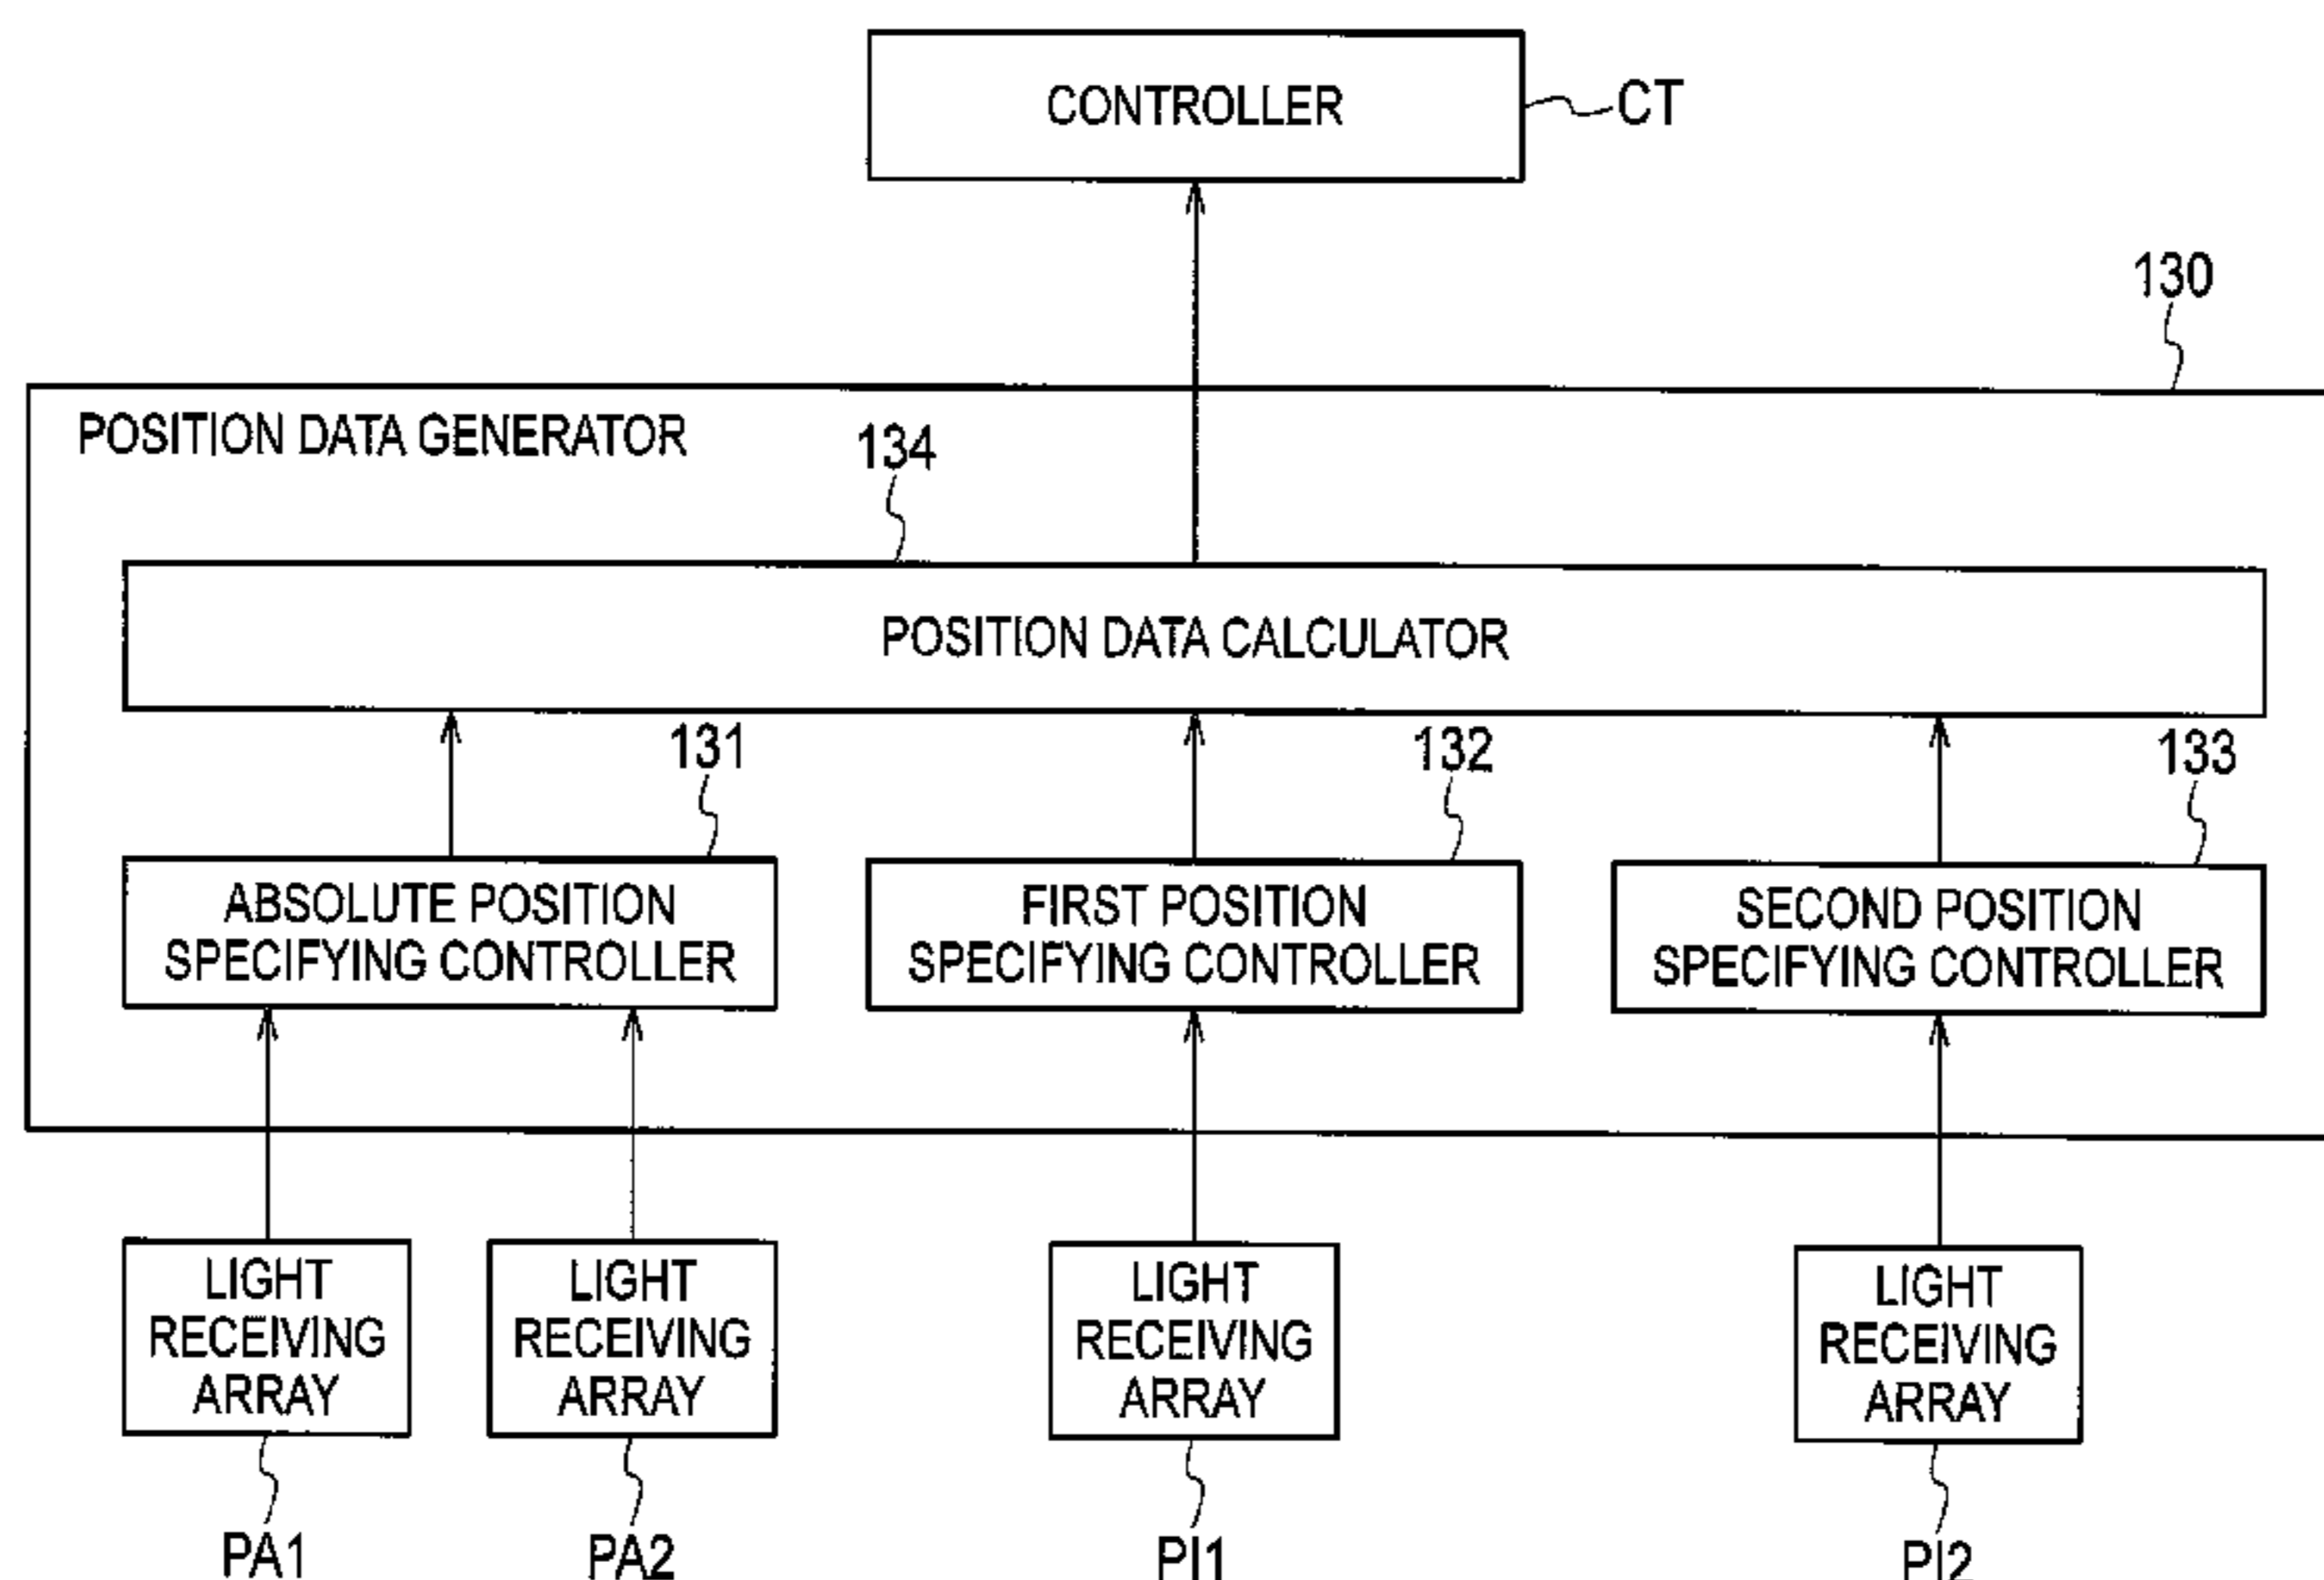 CONTROLLER
CT
130
POSITION DATA GENERATOR
134
POSITION DATA CALCULATOR
131
132
133
ABSOLUTE POSITION
SPECIFYING CONTROLLER
FIRST POSITION
SPECIFYING CONTROLLER
SECOND POSITION
SPECIFYING CONTROLLER
LIGHT
RECEIVING
ARRAY
LIGHT
RECEIVING
ARRAY
LIGHT
RECEIVING
ARRAY
LIGHT
RECEIVING
ARRAY
PA1
PA2
PI1
PI2